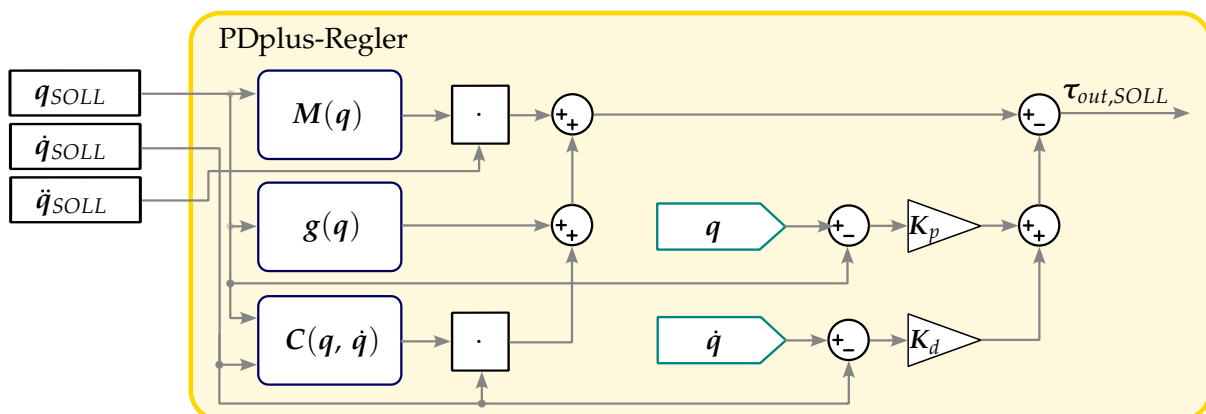 PDplus-Regler
q_SOLL
q̇_SOLL
q̈_SOLL
M(q)
·
+
+
+
−
τ_out,SOLL
g(q)
+
+
q
+
−
K_p
+
+
C(q, q̇)
·
q̇
+
−
K_d